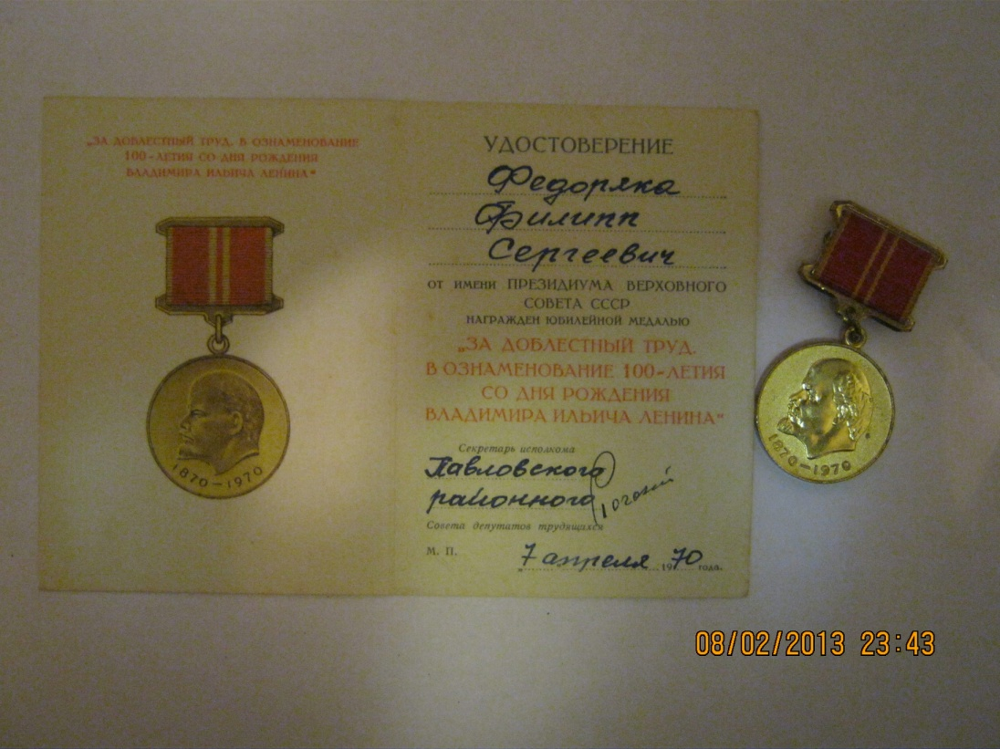 „ЗА ДОБЛЕСТНЫЙ ТРУД. В ОЗНАМЕНОВАНИЕ
100-ЛЕТИЯ СО ДНЯ РОЖДЕНИЯ
ВЛАДИМИРА ИЛЬИЧА ЛЕНИНА“
1870-1970
УДОСТОВЕРЕНИЕ
Федоряка
Филипп
Сергеевич
ОТ ИМЕНИ ПРЕЗИДИУМА ВЕРХОВНОГО
СОВЕТА СССР
НАГРАЖДЕН ЮБИЛЕЙНОЙ МЕДАЛЬЮ
„ЗА ДОБЛЕСТНЫЙ ТРУД.
В ОЗНАМЕНОВАНИЕ 100-ЛЕТИЯ
СО ДНЯ РОЖДЕНИЯ
ВЛАДИМИРА ИЛЬИЧА ЛЕНИНА“
Секретарь исполкома
Павловского
районного
Совета депутатов трудящихся
М. П.
„7 апреля 1970 года.
1870-1970
08/02/2013 23:43